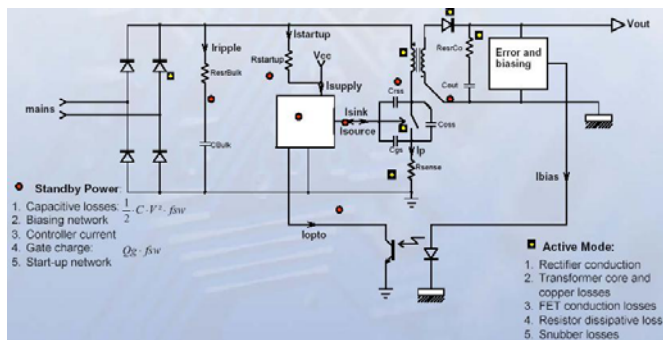 Vout
Istartup
Iripple
ResrCo
Error and
biasing
Rstartup
Vcc
ResrBulk
Isupply
Crss
Cout
mains
Isink
Isource
Coss
CBulk
Cgs
Ip
Rsense
Ibias
Standby Power:
1. Capacitive losses: 1/2 · C · V² · fsw
2. Biasing network
3. Controller current
4. Gate charge: Qg · fsw
5. Start-up network
Iopto
Active Mode:
1. Rectifier conduction
2. Transformer core and
copper losses
3. FET conduction losses
4. Resistor dissipative loss
5. Snubber losses